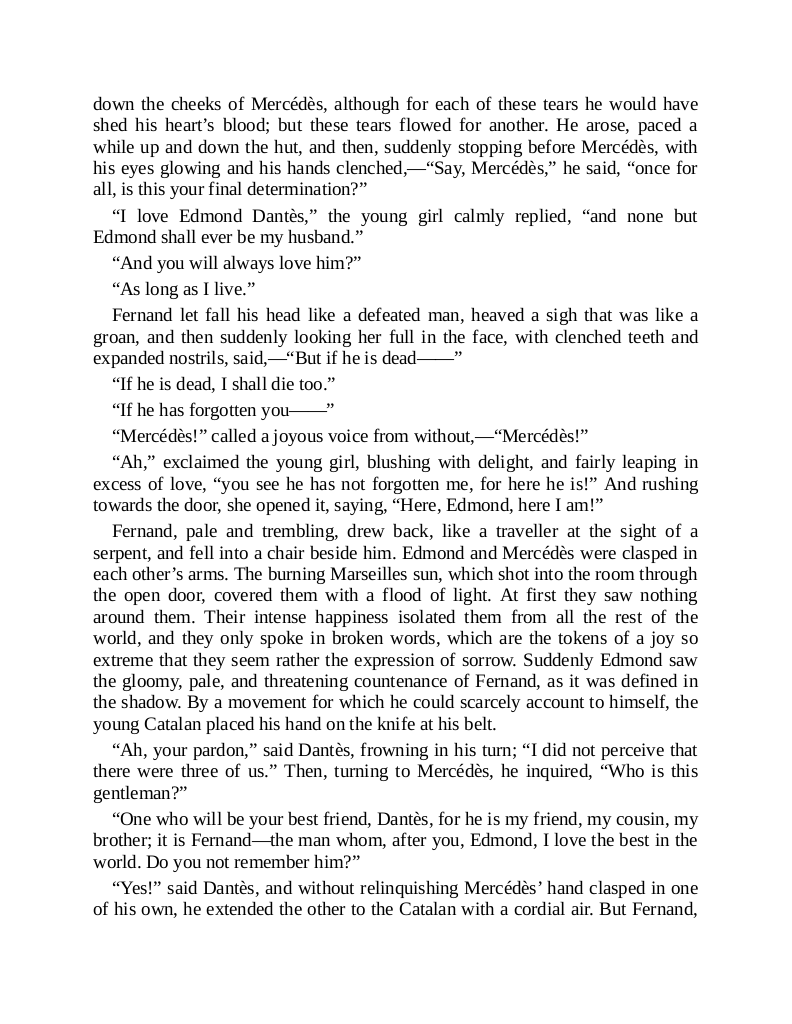 down the cheeks of Mercédès, although for each of these tears he would have
shed his heart’s blood; but these tears flowed for another. He arose, paced a
while up and down the hut, and then, suddenly stopping before Mercédès, with
his eyes glowing and his hands clenched,—“Say, Mercédès,” he said, “once for
all, is this your final determination?”
“I love Edmond Dantès,” the young girl calmly replied, “and none but
Edmond shall ever be my husband.”
“And you will always love him?”
“As long as I live.”
Fernand let fall his head like a defeated man, heaved a sigh that was like a
groan, and then suddenly looking her full in the face, with clenched teeth and
expanded nostrils, said,—“But if he is dead——”
“If he is dead, I shall die too.”
“If he has forgotten you——”
“Mercédès!” called a joyous voice from without,—“Mercédès!”
“Ah,” exclaimed the young girl, blushing with delight, and fairly leaping in
excess of love, “you see he has not forgotten me, for here he is!” And rushing
towards the door, she opened it, saying, “Here, Edmond, here I am!”
Fernand, pale and trembling, drew back, like a traveller at the sight of a
serpent, and fell into a chair beside him. Edmond and Mercédès were clasped in
each other’s arms. The burning Marseilles sun, which shot into the room through
the open door, covered them with a flood of light. At first they saw nothing
around them. Their intense happiness isolated them from all the rest of the
world, and they only spoke in broken words, which are the tokens of a joy so
extreme that they seem rather the expression of sorrow. Suddenly Edmond saw
the gloomy, pale, and threatening countenance of Fernand, as it was defined in
the shadow. By a movement for which he could scarcely account to himself, the
young Catalan placed his hand on the knife at his belt.
“Ah, your pardon,” said Dantès, frowning in his turn; “I did not perceive that
there were three of us.” Then, turning to Mercédès, he inquired, “Who is this
gentleman?”
“One who will be your best friend, Dantès, for he is my friend, my cousin, my
brother; it is Fernand—the man whom, after you, Edmond, I love the best in the
world. Do you not remember him?”
“Yes!” said Dantès, and without relinquishing Mercédès’ hand clasped in one
of his own, he extended the other to the Catalan with a cordial air. But Fernand,